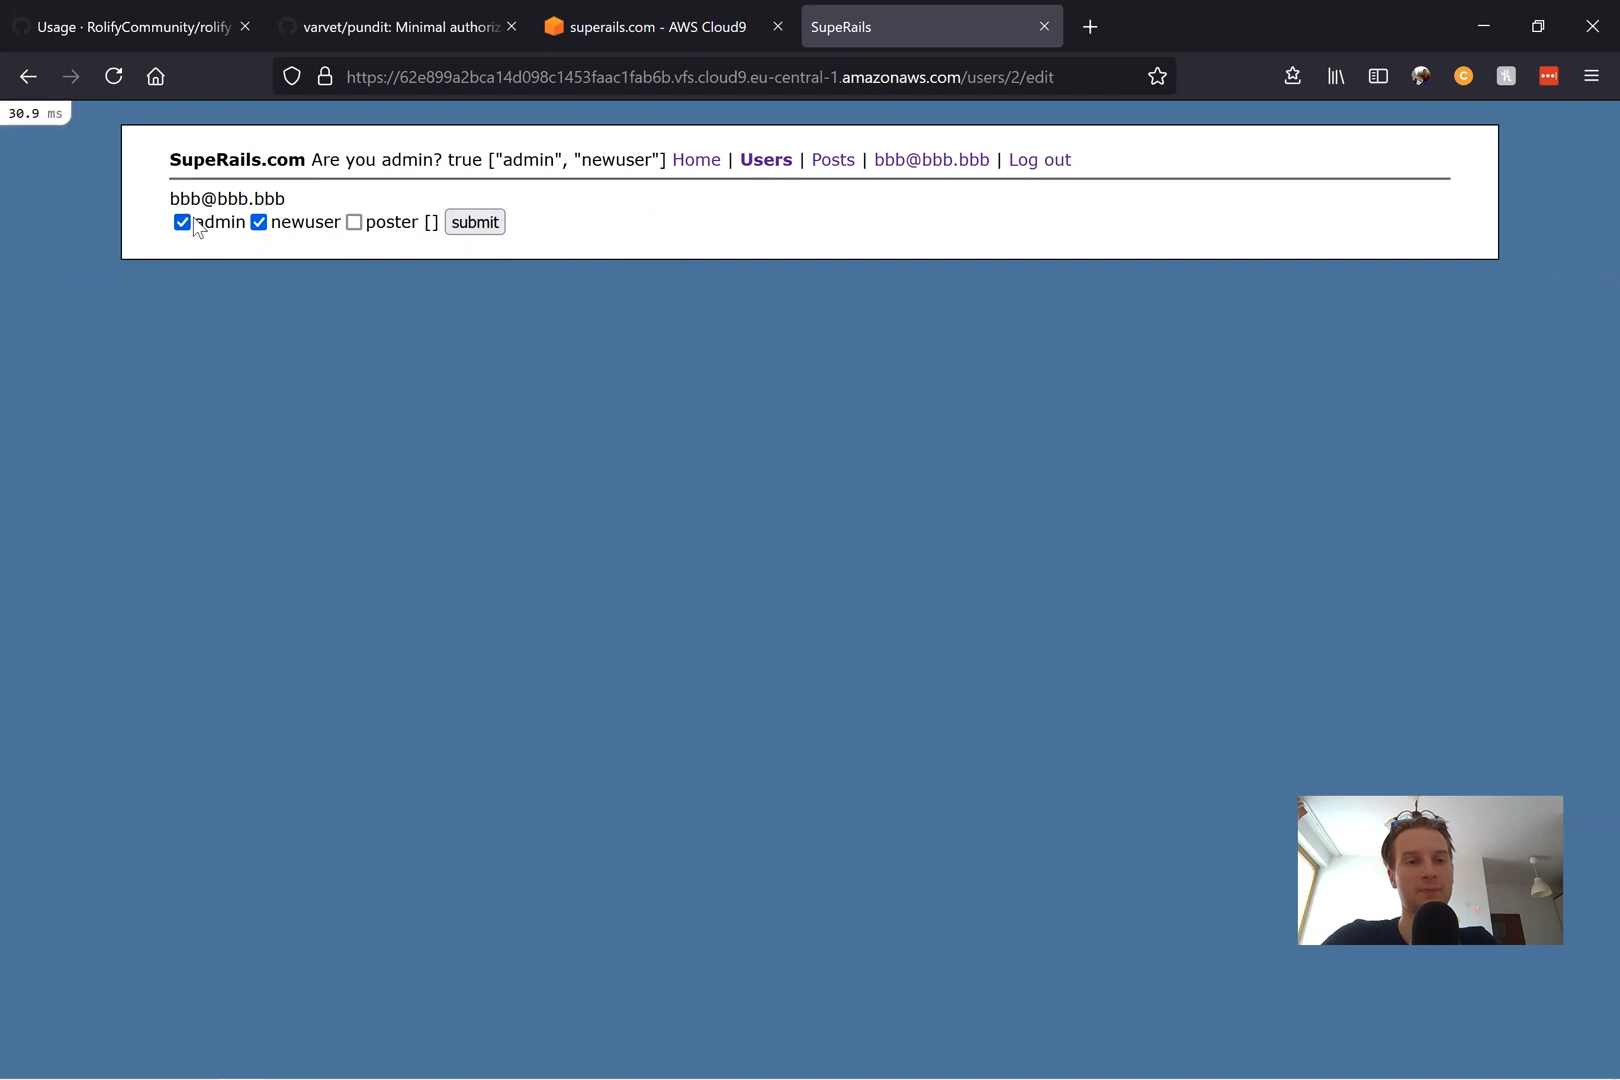 Usage · RolifyCommunity/rolify
varvet/pundit: Minimal authoriz
superails.com - AWS Cloud9
SupeRails
https://62e899a2bca14d098c1453faac1fab6b.vfs.cloud9.eu-central-1.amazonaws.com/users/2/edit
30.9 ms
SupeRails.com Are you admin? true ["admin", "newuser"] Home | Users | Posts | bbb@bbb.bbb | Log out
bbb@bbb.bbb
admin newuser poster [] submit